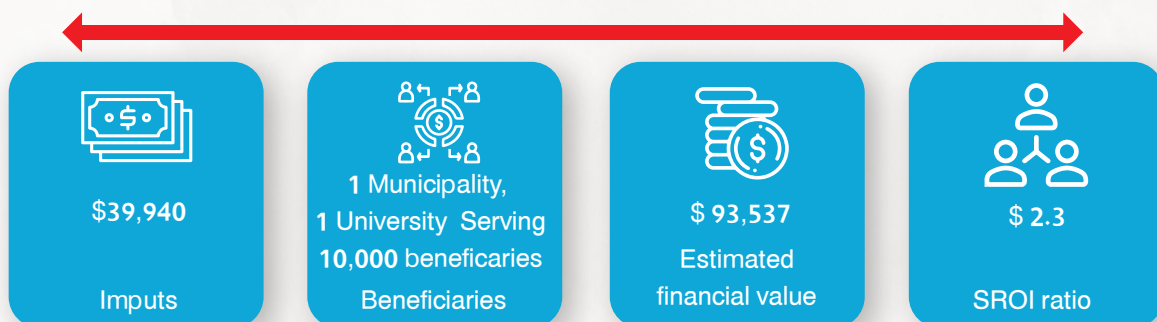 $39,940
Imputs
1 Municipality,
1 University Serving
10,000 beneficaries
Beneficiaries
$ 93,537
Estimated
financial value
$ 2.3
SROI ratio